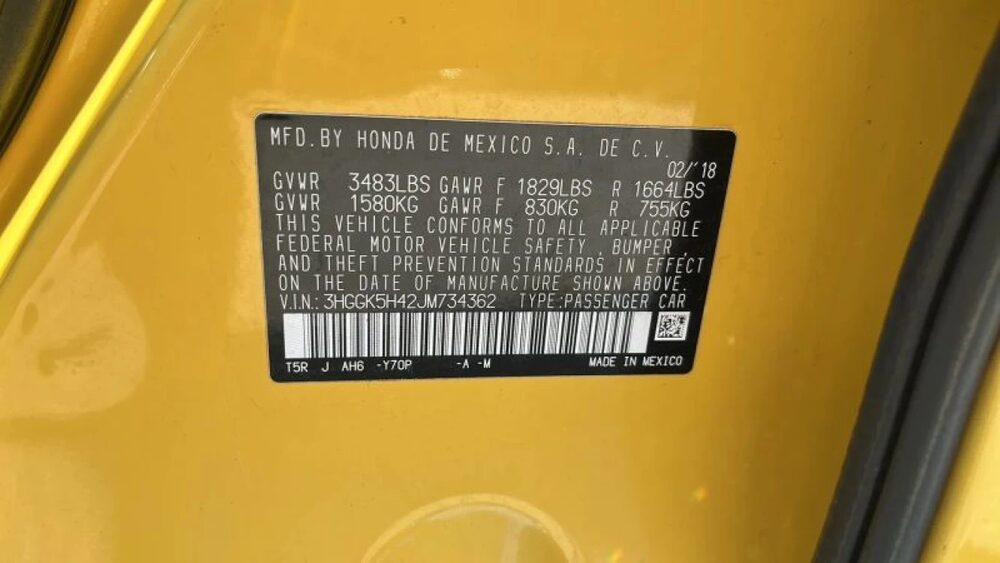 MFD. BY HONDA DE MEXICO S.A. DE C.V.
02/'18
GVWR 3483LBS GAWR F 1829LBS R 1664LBS
GVWR 1580KG GAWR F 830KG R 755KG
THIS VEHICLE CONFORMS TO ALL APPLICABLE
FEDERAL MOTOR VEHICLE SAFETY, BUMPER,
AND THEFT PREVENTION STANDARDS IN EFFECT
ON THE DATE OF MANUFACTURE SHOWN ABOVE.
V.I.N.: 3HGGK5H42JM734362 TYPE:PASSENGER CAR
T5R J AH6 -Y70P -A -M MADE IN MEXICO